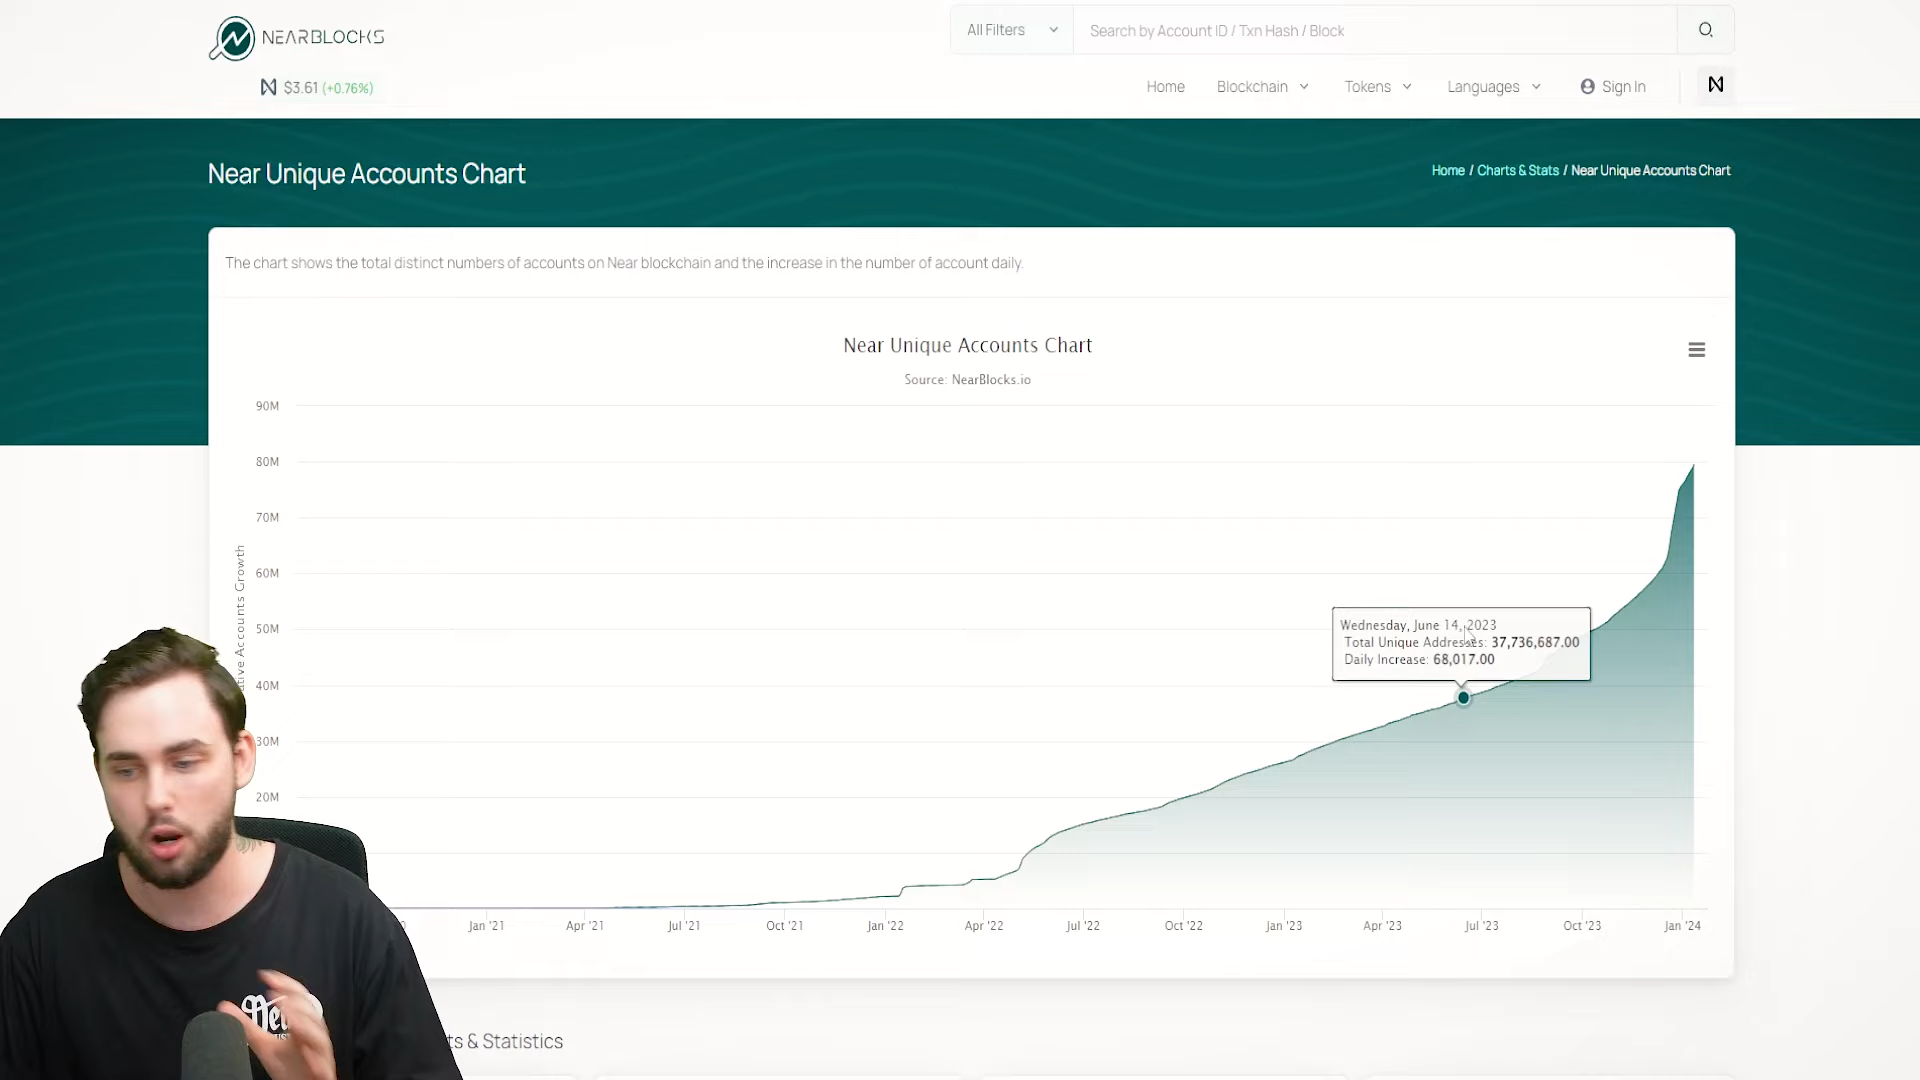 NEARBLOCKS
All Filters
Search by Account ID / Txn Hash / Block
$3.61 (+0.76%)
Home
Blockchain
Tokens
Languages
Sign In
Near Unique Accounts Chart
Home / Charts & Stats / Near Unique Accounts Chart
The chart shows the total distinct numbers of accounts on Near blockchain and the increase in the number of account daily.
Near Unique Accounts Chart
Source: NearBlocks.io
90M
80M
70M
60M
50M
40M
30M
20M
Accounts Growth
Wednesday, June 14, 2023
Total Unique Addresses: 37,736,687.00
Daily Increase: 68,017.00
Jan '21
Apr '21
Jul '21
Oct '21
Jan '22
Apr '22
Jul '22
Oct '22
Jan '23
Apr '23
Jul '23
Oct '23
Jan '24
& Statistics